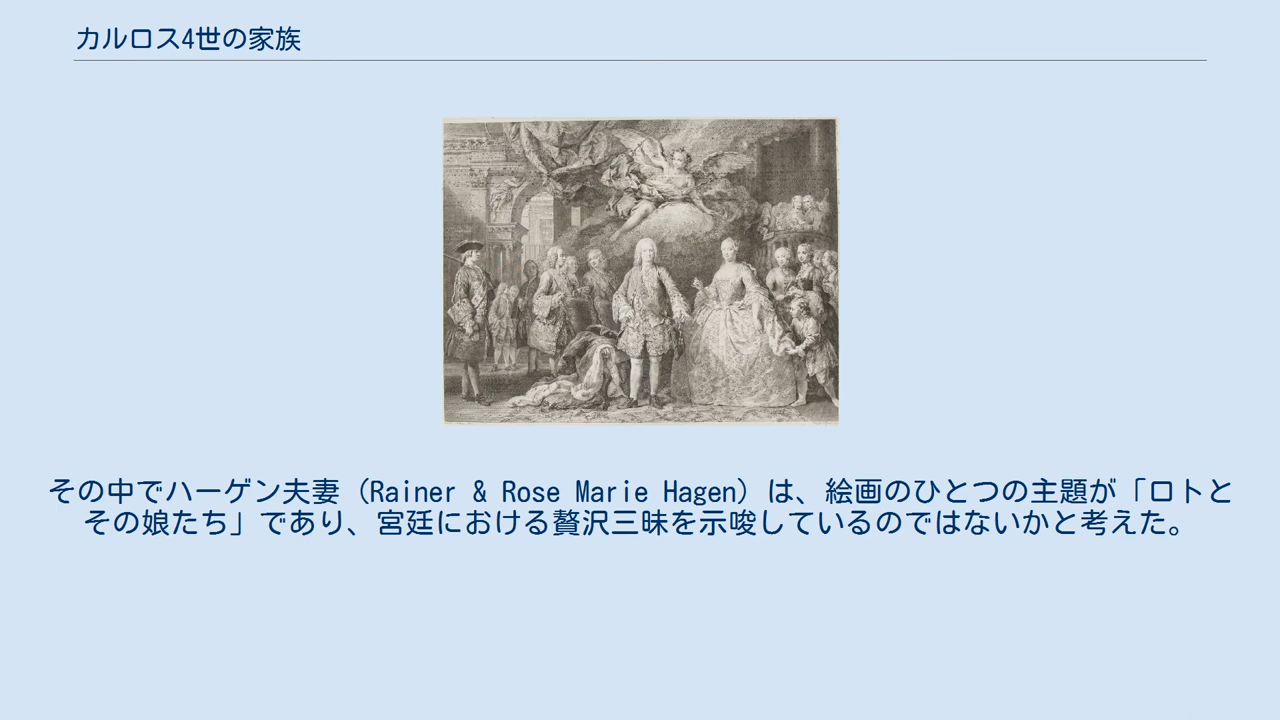 カルロス4世の家族
その中でハーゲン夫妻（Rainer & Rose Marie Hagen）は、絵画のひとつの主題が「ロトと
その娘たち」であり、宮廷における贅沢三昧を示唆しているのではないかと考えた。